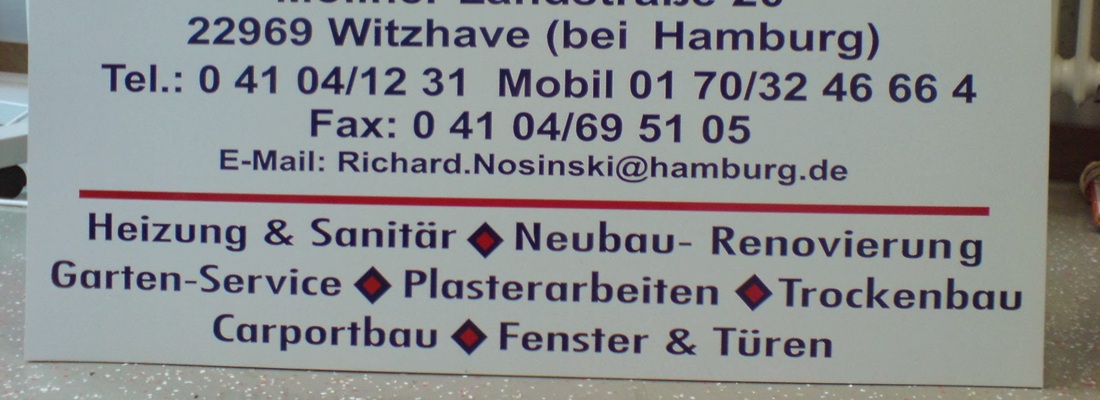 22969 Witzhave (bei Hamburg)
Tel.: 0 41 04/12 31 Mobil 01 70/32 46 66 4
Fax: 0 41 04/69 51 05
E-Mail: Richard.Nosinski@hamburg.de
Heizung & Sanitär ◆ Neubau- Renovierung
Garten-Service ◆ Plasterarbeiten ◆ Trockenbau
Carportbau ◆ Fenster & Türen